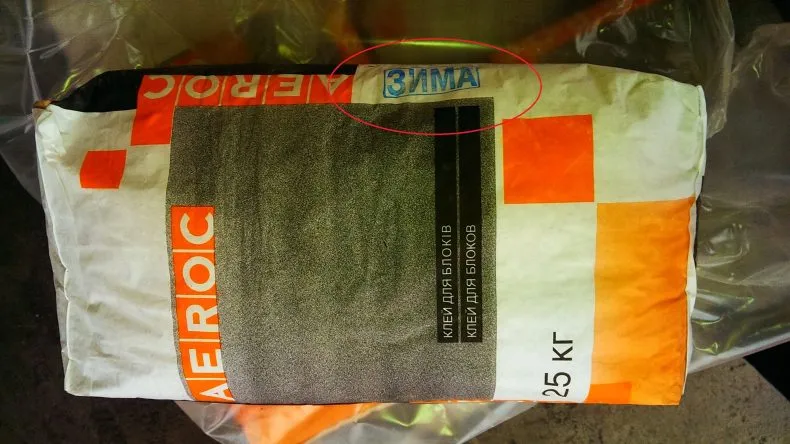 ЗИМА
AEROC
AEROC
КЛЕЙ ДЛЯ БЛОКІВ
КЛЕЙ ДЛЯ БЛОКОВ
25 КГ